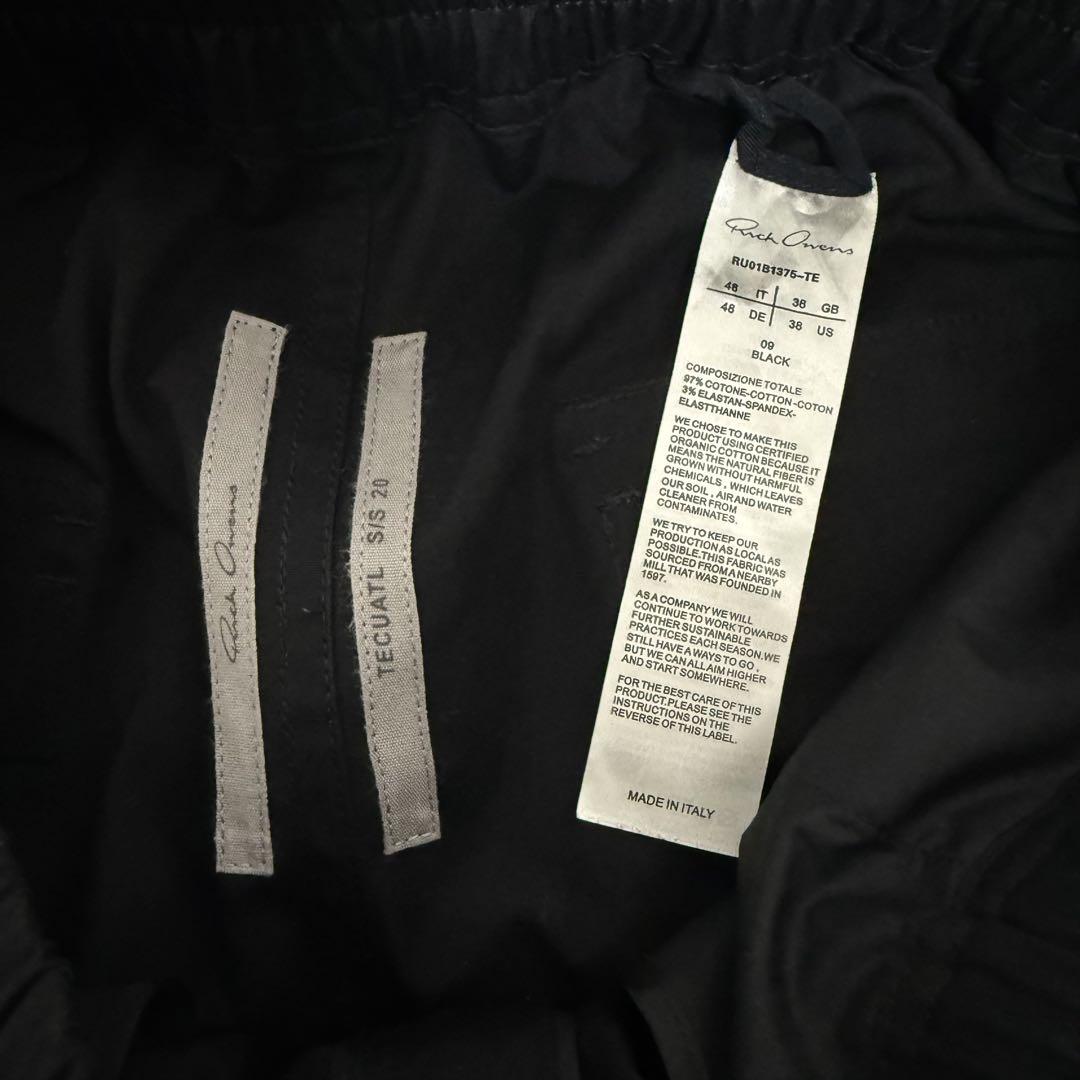 Rick Owens
TECUATL S/S 20
Rick Owens
RU01B1375-TE
48 IT 38 GB
48 DE 38 US
09
BLACK
COMPOSIZIONE TOTALE
97% COTONE-COTTON-COTON
3% ELASTAN-SPANDEX-
ELASTTHANNE
WE CHOSE TO MAKE THIS
PRODUCT USING CERTIFIED
ORGANIC COTTON BECAUSE IT
MEANS THE NATURAL FIBER IS
GROWN WITHOUT HARMFUL
CHEMICALS , WHICH LEAVES
OUR SOIL , AIR AND WATER
CLEANER FROM
CONTAMINATES.
WE TRY TO KEEP OUR
PRODUCTION AS LOCAL AS
POSSIBLE.THIS FABRIC WAS
SOURCED FROM A NEARBY
MILL THAT WAS FOUNDED IN
1597.
AS A COMPANY WE WILL
CONTINUE TO WORK TOWARDS
FURTHER SUSTAINABLE
PRACTICES EACH SEASON.WE
STILL HAVE A WAYS TO GO ,
BUT WE CAN ALL AIM HIGHER
AND START SOMEWHERE.
FOR THE BEST CARE OF THIS
PRODUCT.PLEASE SEE THE
INSTRUCTIONS ON THE
REVERSE OF THIS LABEL.
MADE IN ITALY